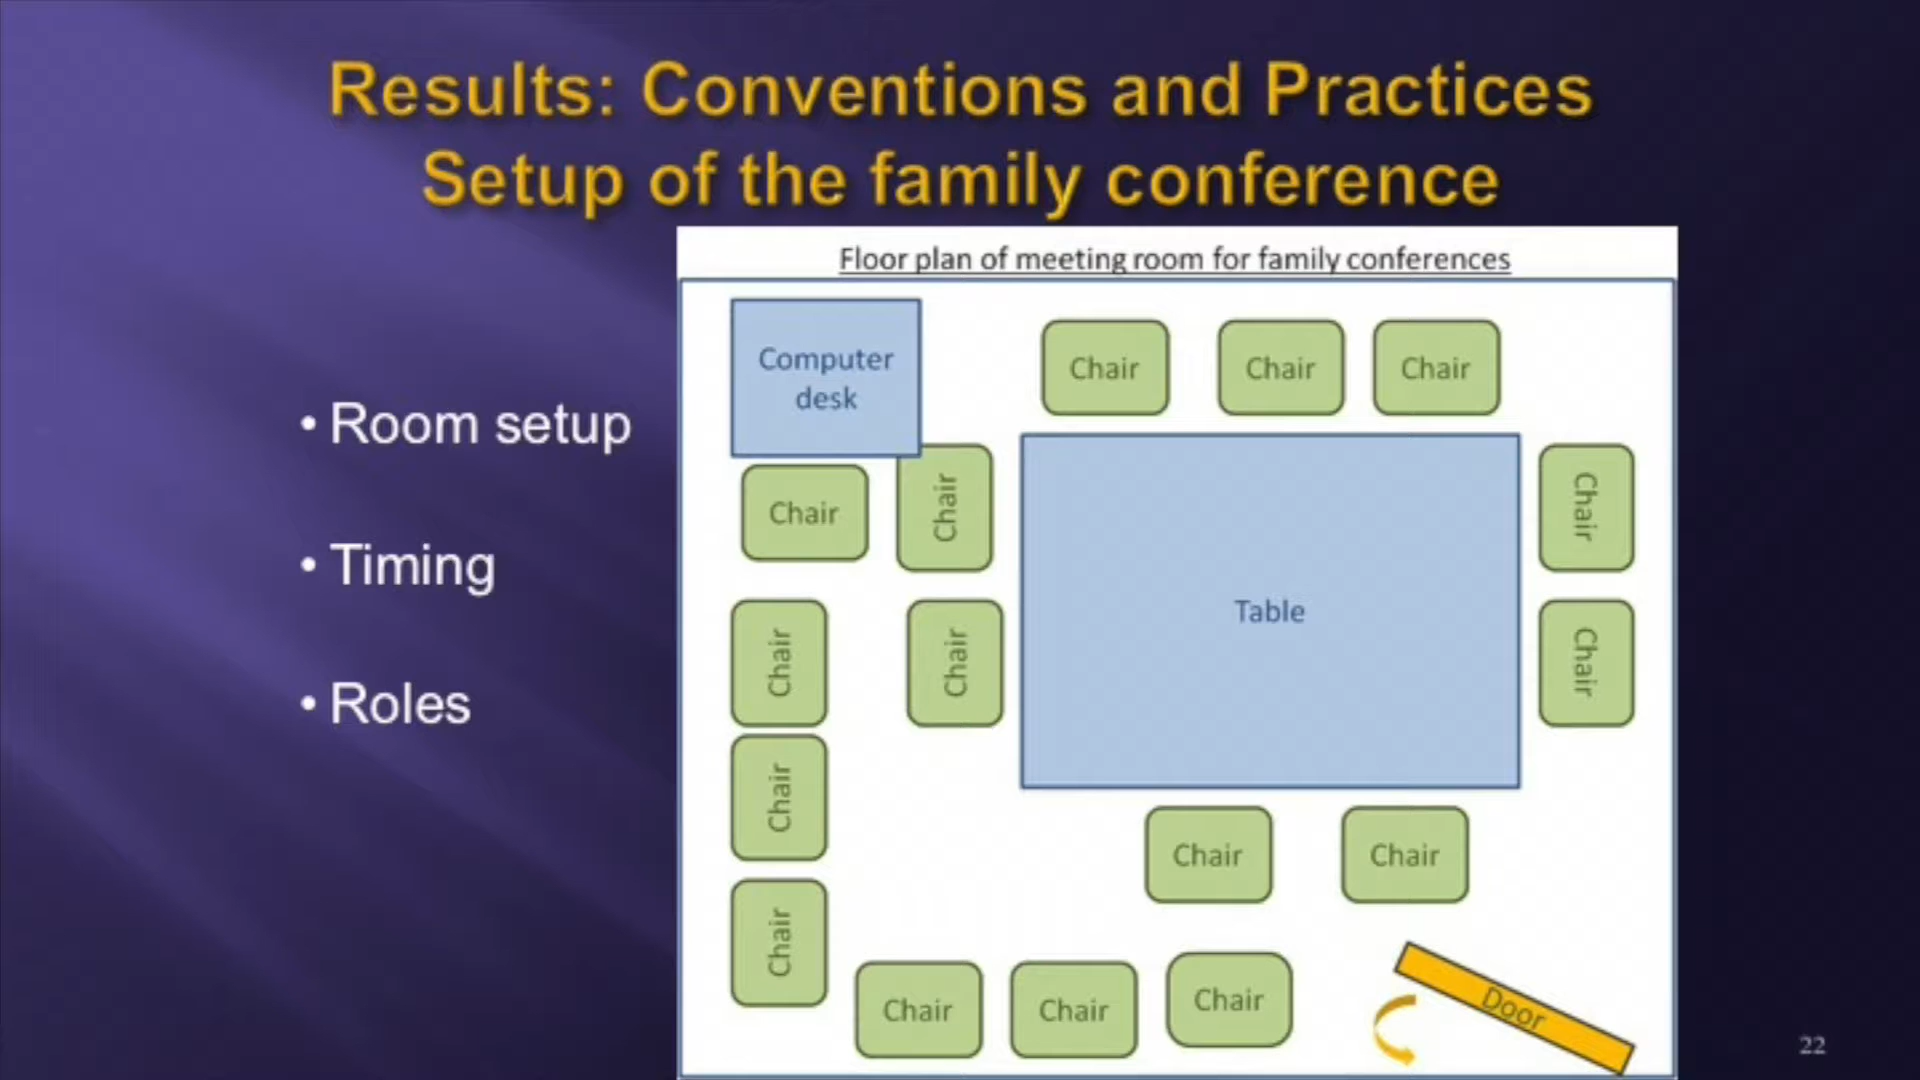 Results: Conventions and Practices
Setup of the family conference
• Room setup
• Timing
• Roles
Floor plan of meeting room for family conferences
Computer
desk
Chair
Chair
Chair
Chair
Chair
Chair
Chair
Chair
Chair
Table
Chair
Chair
Chair
Chair
Chair
Chair
Chair
Chair
Door
22